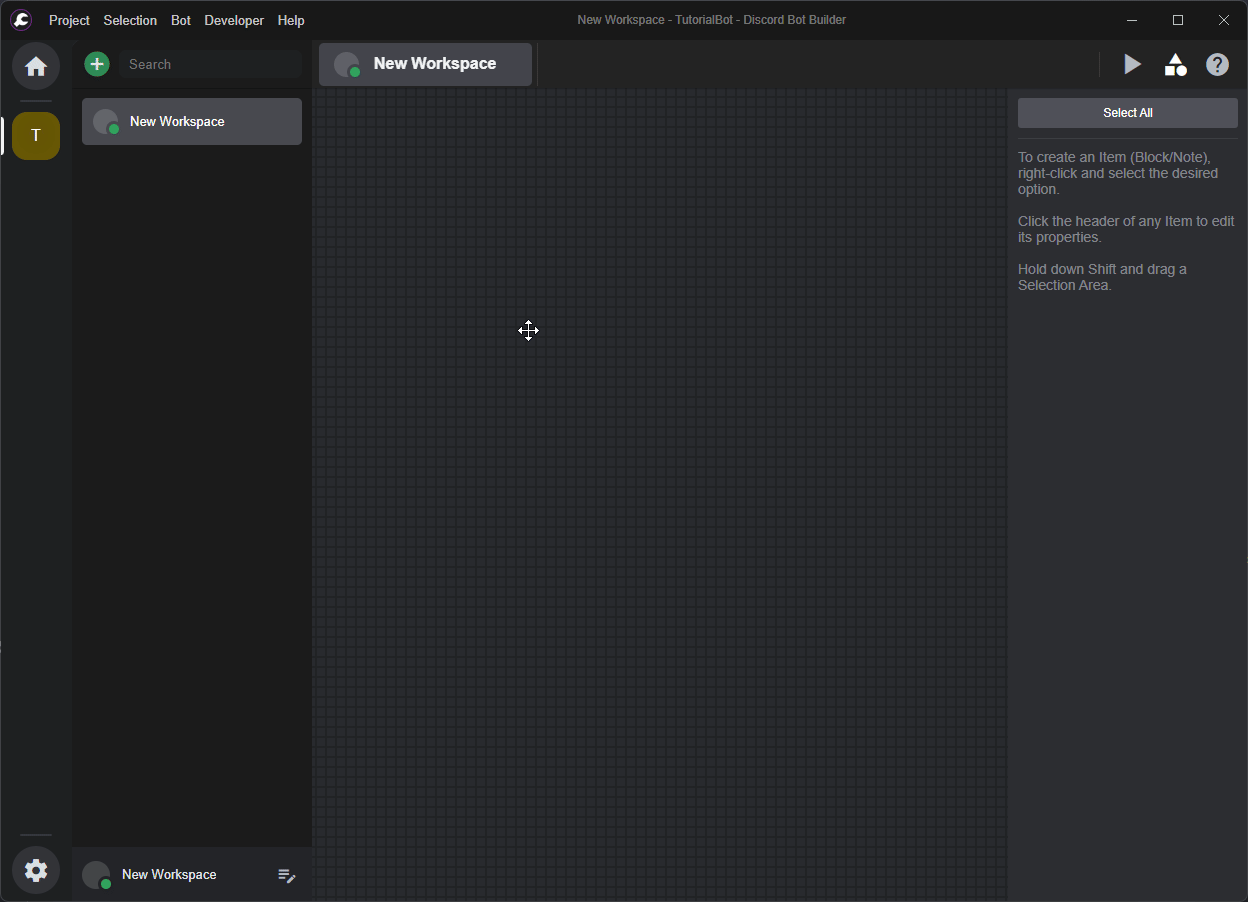 Project Selection Bot Developer Help
New Workspace - TutorialBot - Discord Bot Builder
Search
New Workspace
T
New Workspace
Select All
To create an Item (Block/Note),
right-click and select the desired
option.
Click the header of any Item to edit
its properties.
Hold down Shift and drag a
Selection Area.
New Workspace